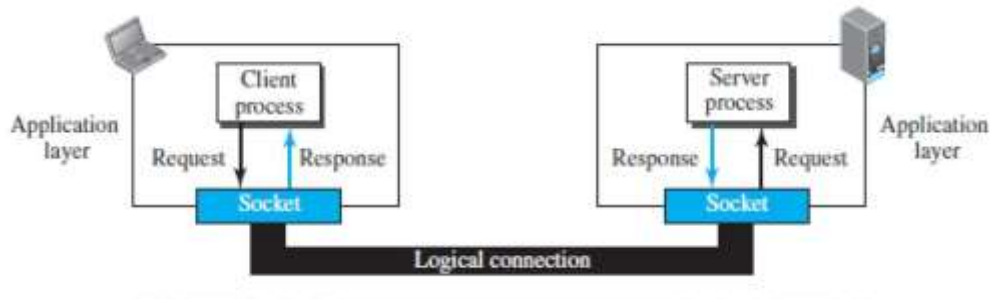 Client
process
Server
process
Application
layer
Application
layer
Request
Response
Response
Request
Socket
Socket
Logical connection